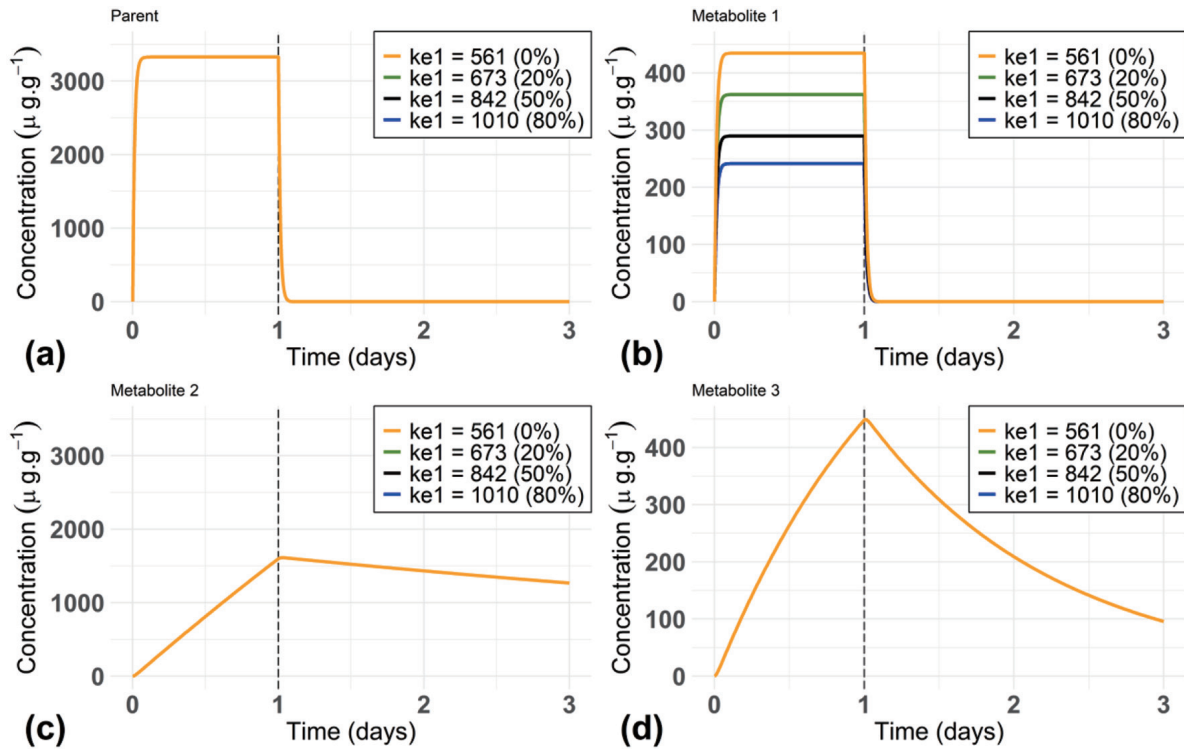 Parent
Concentration (μ g.g⁻¹)
3000
2000
1000
0
ke1 = 561 (0%)
ke1 = 673 (20%)
ke1 = 842 (50%)
ke1 = 1010 (80%)
0 1 2 3
Time (days)
(a)
Metabolite 1
Concentration (μ g.g⁻¹)
400
300
200
100
0
ke1 = 561 (0%)
ke1 = 673 (20%)
ke1 = 842 (50%)
ke1 = 1010 (80%)
0 1 2 3
Time (days)
(b)
Metabolite 2
Concentration (μ g.g⁻¹)
3000
2000
1000
0
ke1 = 561 (0%)
ke1 = 673 (20%)
ke1 = 842 (50%)
ke1 = 1010 (80%)
0 1 2 3
Time (days)
(c)
Metabolite 3
Concentration (μ g.g⁻¹)
400
300
200
100
0
ke1 = 561 (0%)
ke1 = 673 (20%)
ke1 = 842 (50%)
ke1 = 1010 (80%)
0 1 2 3
Time (days)
(d)